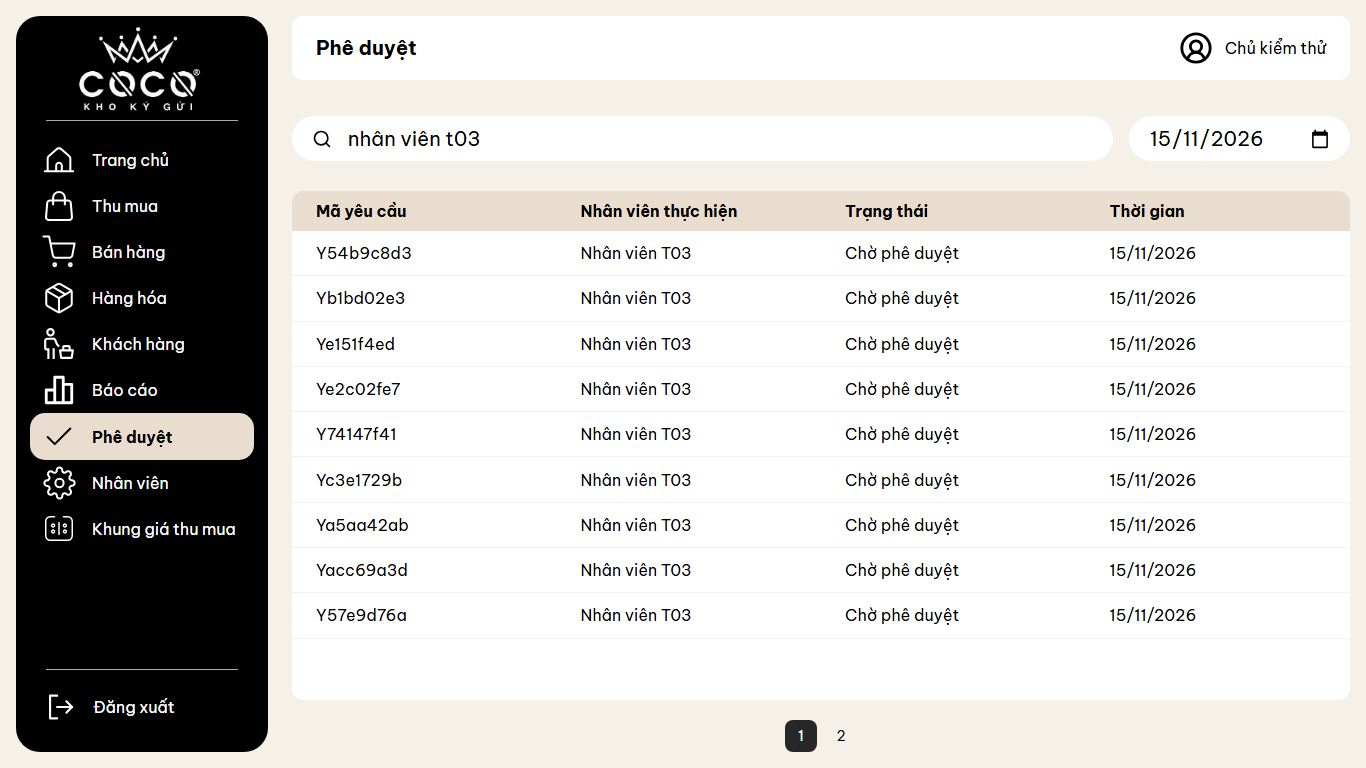 COCO®
KHO KÝ GỬI
Trang chủ
Thu mua
Bán hàng
Hàng hóa
Khách hàng
Báo cáo
Phê duyệt
Nhân viên
Khung giá thu mua
Đăng xuất
Phê duyệt
Chủ kiểm thử
nhân viên t03
15/11/2026
Mã yêu cầu Nhân viên thực hiện Trạng thái Thời gian
Y54b9c8d3 Nhân viên T03 Chờ phê duyệt 15/11/2026
Yb1bd02e3 Nhân viên T03 Chờ phê duyệt 15/11/2026
Ye151f4ed Nhân viên T03 Chờ phê duyệt 15/11/2026
Ye2c02fe7 Nhân viên T03 Chờ phê duyệt 15/11/2026
Y74147f41 Nhân viên T03 Chờ phê duyệt 15/11/2026
Yc3e1729b Nhân viên T03 Chờ phê duyệt 15/11/2026
Ya5aa42ab Nhân viên T03 Chờ phê duyệt 15/11/2026
Yacc69a3d Nhân viên T03 Chờ phê duyệt 15/11/2026
Y57e9d76a Nhân viên T03 Chờ phê duyệt 15/11/2026
1 2